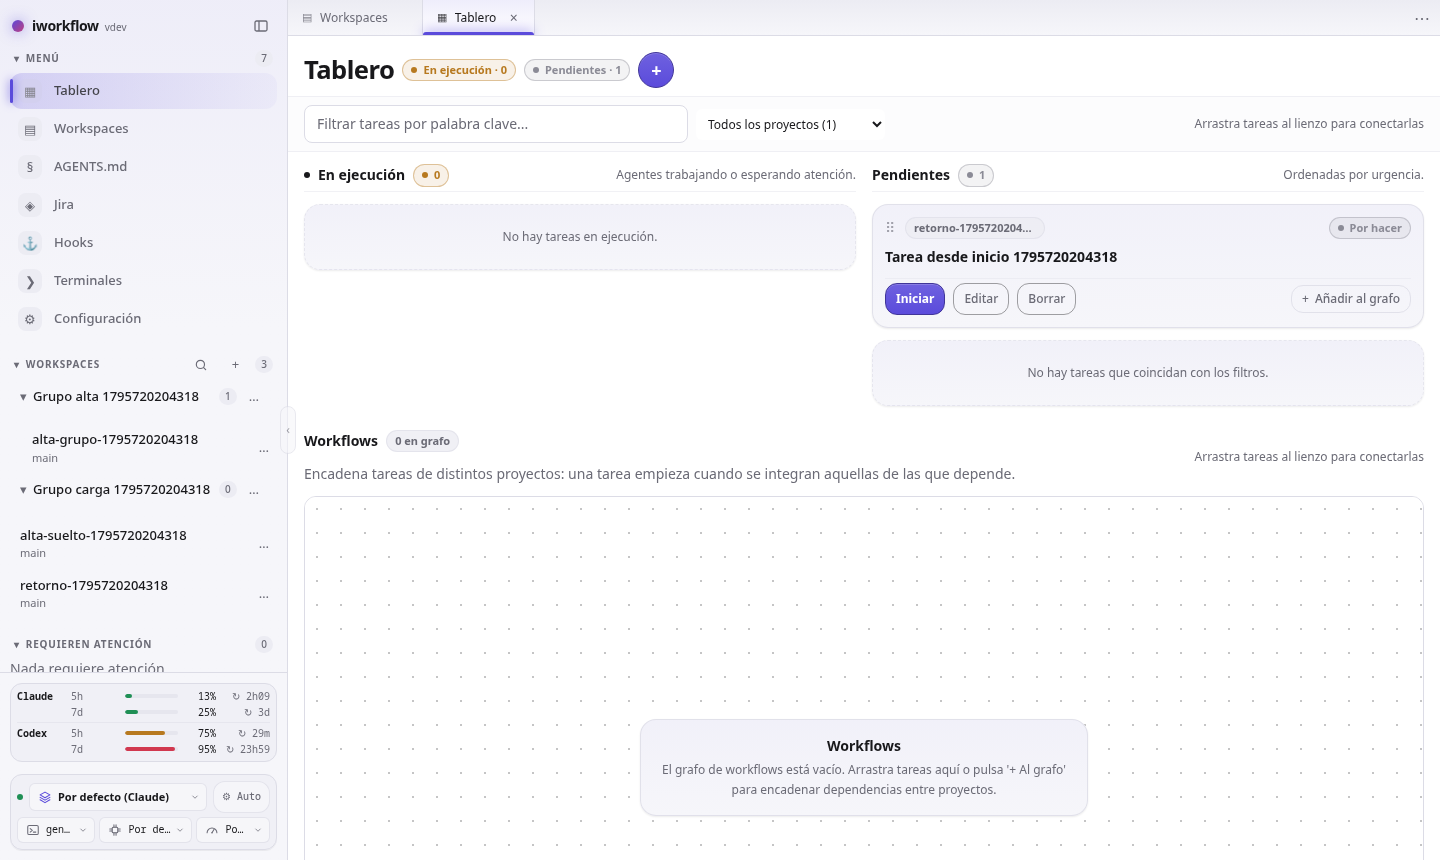 iworkflow vdev
MENÚ 7
Tablero
Workspaces
§ AGENTS.md
Jira
Hooks
Terminales
Configuración
WORKSPACES + 3
Grupo alta 1795720204318 1 ...
alta-grupo-1795720204318
main ...
Grupo carga 1795720204318 0 ...
alta-suelto-1795720204318
main ...
retorno-1795720204318
main ...
REQUIEREN ATENCIÓN 0
Nada requiere atención
Claude 5h 13% ↻ 2h09
7d 25% ↻ 3d
Codex 5h 75% ↻ 29m
7d 95% ↻ 23h59
Por defecto (Claude) Auto
gen… Por de… Po…
Workspaces
Tablero ×
Tablero En ejecución · 0 Pendientes · 1 +
Filtrar tareas por palabra clave... Todos los proyectos (1) Arrastra tareas al lienzo para conectarlas
En ejecución 0 Agentes trabajando o esperando atención.
No hay tareas en ejecución.
Pendientes 1 Ordenadas por urgencia.
retorno-1795720204… Por hacer
Tarea desde inicio 1795720204318
Iniciar Editar Borrar + Añadir al grafo
No hay tareas que coincidan con los filtros.
Workflows 0 en grafo
Arrastra tareas al lienzo para conectarlas
Encadena tareas de distintos proyectos: una tarea empieza cuando se integran aquellas de las que depende.
Workflows
El grafo de workflows está vacío. Arrastra tareas aquí o pulsa '+ Al grafo'
para encadenar dependencias entre proyectos.